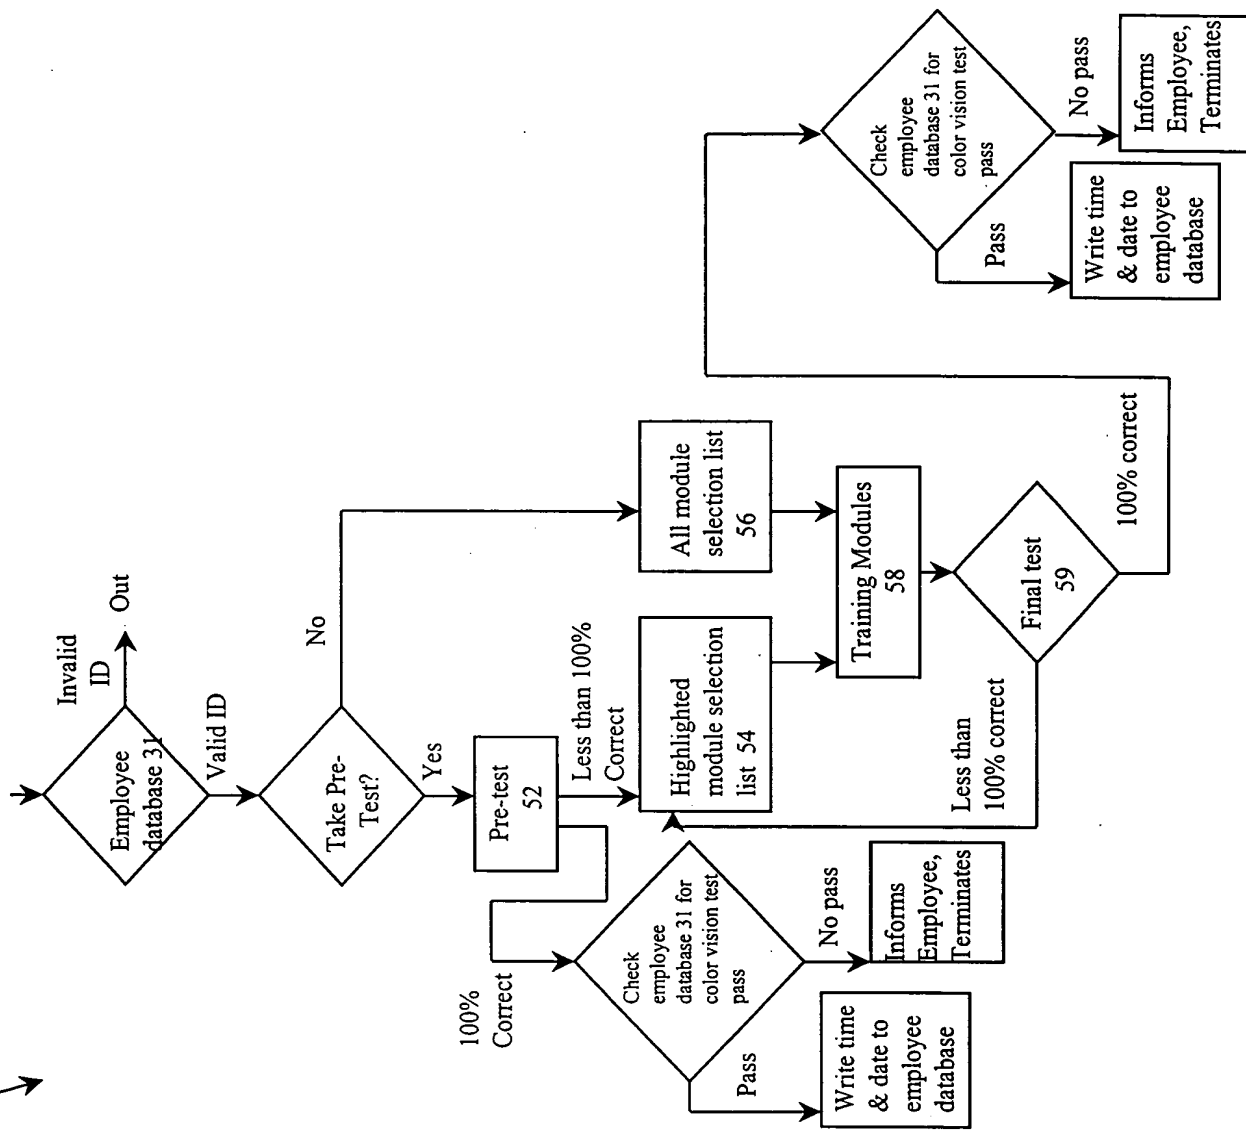 Employee
database 31
Invalid
ID
Out
Valid ID
Take Pre-
Test?
No
Yes
Pre-test
52
100%
Correct
Less than 100%
Correct
Check
employee
database 31 for
color vision test
pass
Pass
No pass
Write time
& date to
employee
database
Informs
Employee,
Terminates
Highlighted
module selection
list 54
All module
selection list
56
Training Modules
58
Final test
59
Less than
100% correct
100% correct
Check
employee
database 31 for
color vision test
pass
Pass
No pass
Write time
& date to
employee
database
Informs
Employee,
Terminates